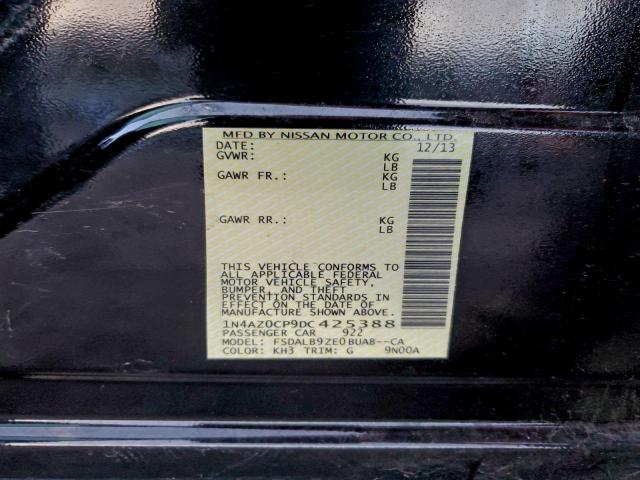 MFD BY NISSAN MOTOR CO., LTD.
DATE: 12/13
GVWR: KG
LB
GAWR FR.: KG
LB
GAWR RR.: KG
LB
THIS VEHICLE CONFORMS TO
ALL APPLICABLE FEDERAL
MOTOR VEHICLE SAFETY,
BUMPER, AND THEFT
PREVENTION STANDARDS IN
EFFECT ON THE DATE OF
MANUFACTURE SHOWN ABOVE.
1N4AZ0CP9DC425388
PASSENGER CAR 922
MODEL: FSDALB9ZE0BUA8--CA
COLOR: KH3 TRIM: G 9N00A